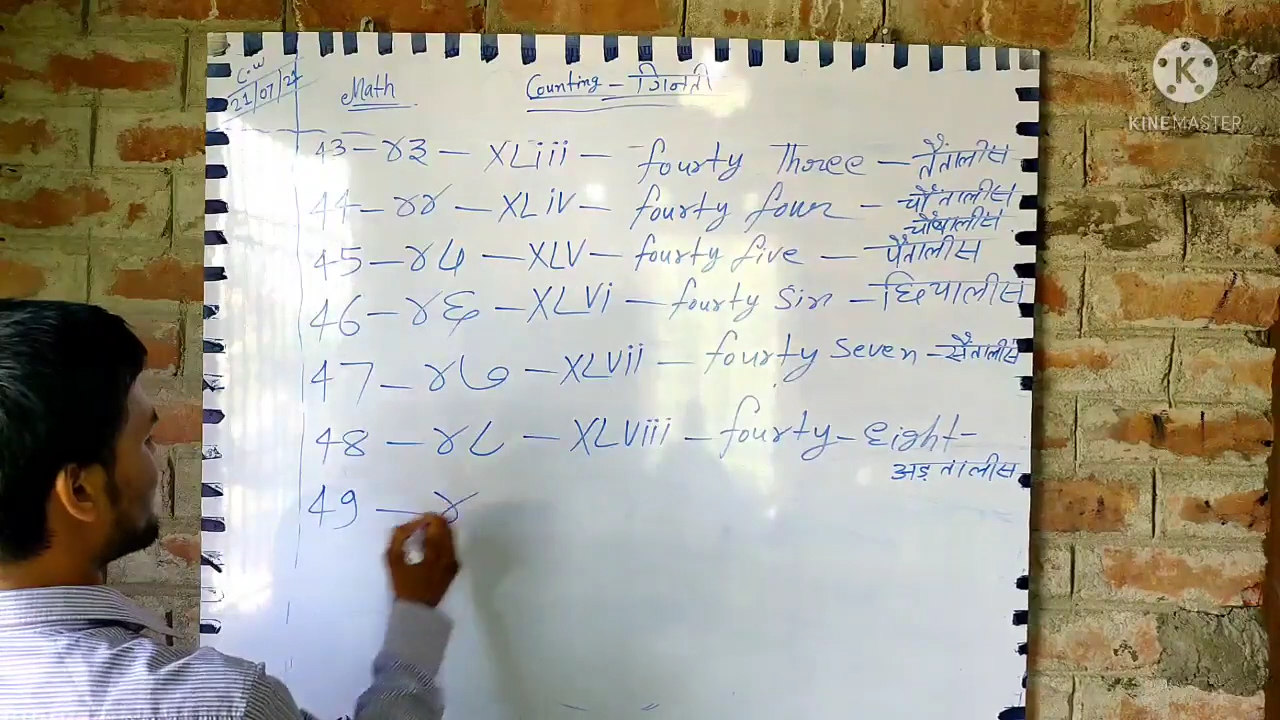 C.W
21/07/21
Math
Counting - गिनती
43 - ४३ - XLiii - fourty Three - तैंतालीस
44 - ४४ - XLiv - fourty four - चौंतालीस
चौंवालीस
45 - ४५ - XLV - fourty five - पैंतालीस
46 - ४६ - XLVi - fourty Six - छियालीस
47 - ४७ - XLVii - fourty Seven - सैंतालीस
48 - ४८ - XLViii - fourty - Eight -
अड़तालीस
49 - ४
K
KINEMASTER